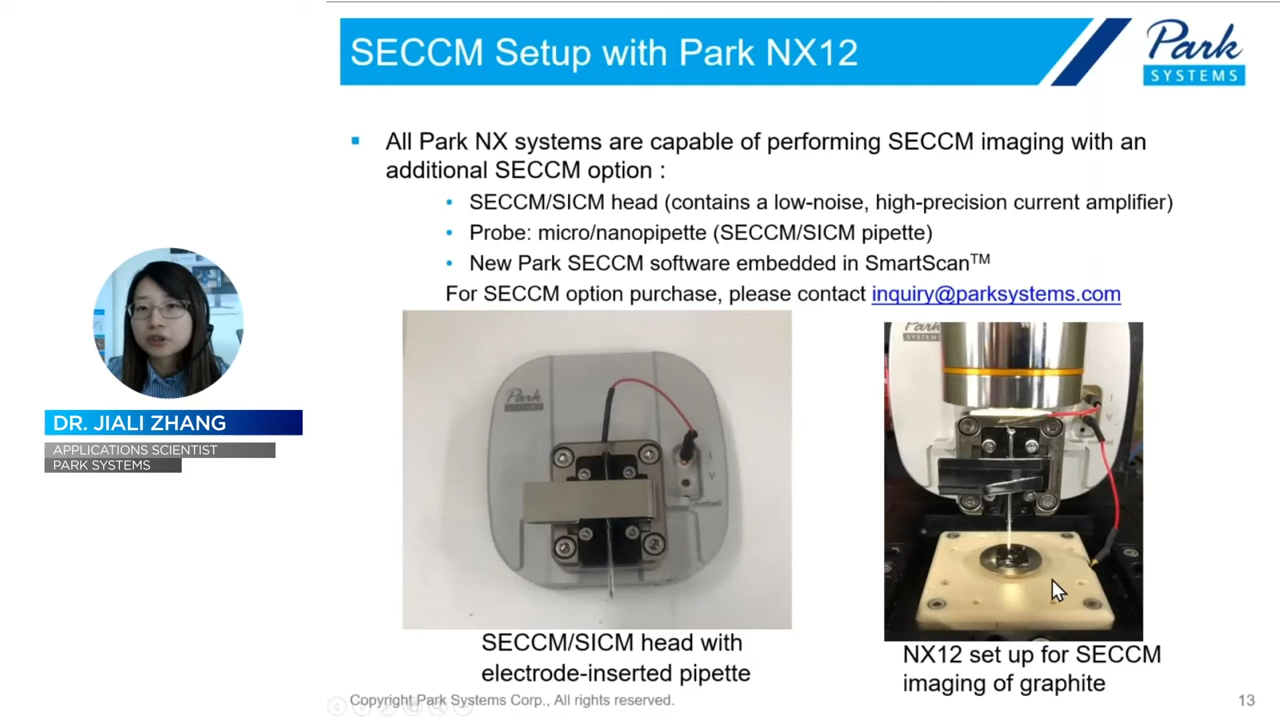 SECCM Setup with Park NX12
Park
SYSTEMS
▪ All Park NX systems are capable of performing SECCM imaging with an
additional SECCM option :
• SECCM/SICM head (contains a low-noise, high-precision current amplifier)
• Probe: micro/nanopipette (SECCM/SICM pipette)
• New Park SECCM software embedded in SmartScan™
For SECCM option purchase, please contact inquiry@parksystems.com
DR. JIALI ZHANG
APPLICATIONS SCIENTIST
PARK SYSTEMS
Park
SYSTEMS
V
Park
SYSTEMS
I
V
SECCM/SICM head with
electrode-inserted pipette
NX12 set up for SECCM
imaging of graphite
Copyright Park Systems Corp., All rights reserved.
13